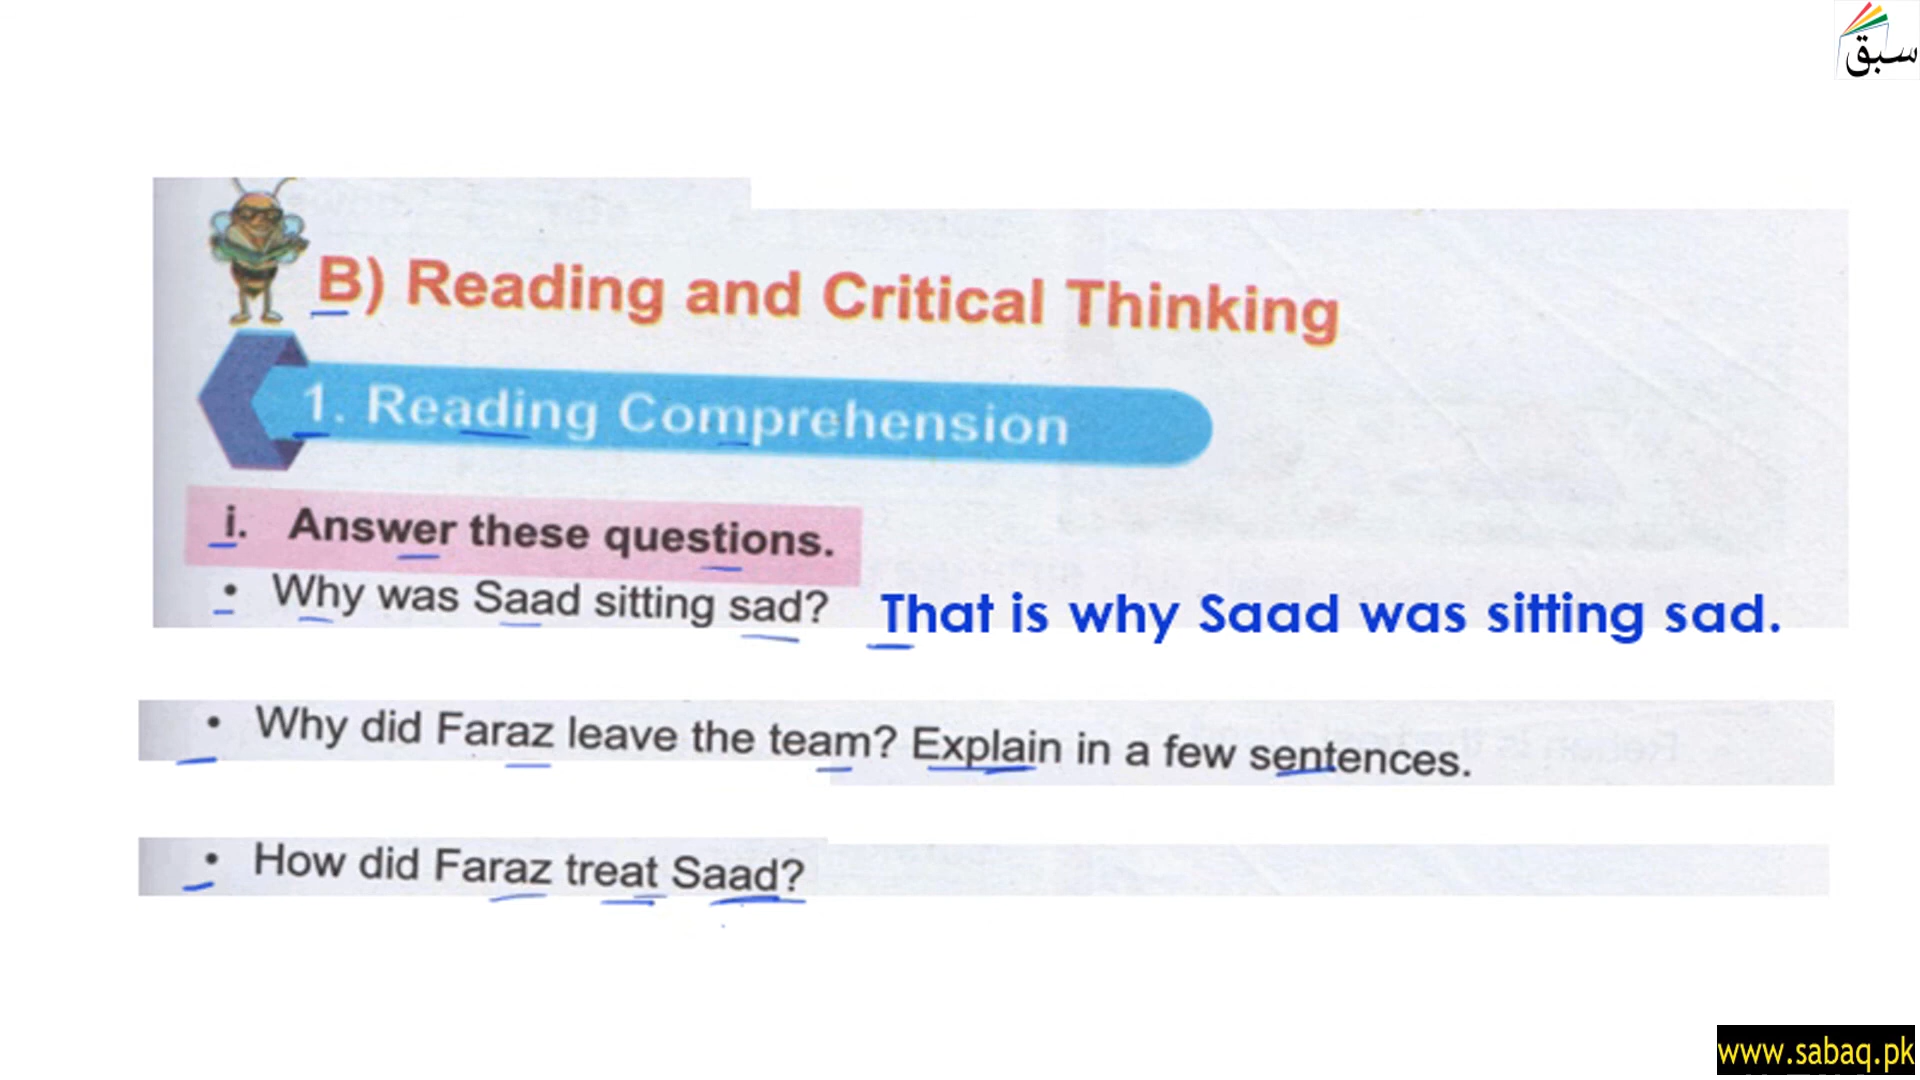 سبق
B) Reading and Critical Thinking
1. Reading Comprehension
i. Answer these questions.
• Why was Saad sitting sad? That is why Saad was sitting sad.
• Why did Faraz leave the team? Explain in a few sentences.
• How did Faraz treat Saad?
www.sabaq.pk